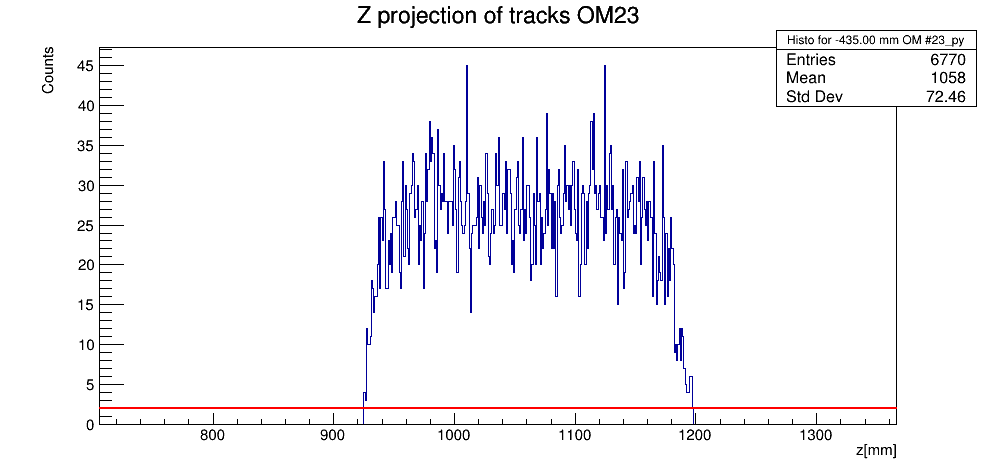 Z projection of tracks OM23
Histo for -435.00 mm OM #23_py
Entries 6770
Mean 1058
Std Dev 72.46
Counts
45
40
35
30
25
20
15
10
5
0
800 900 1000 1100 1200 1300
z[mm]